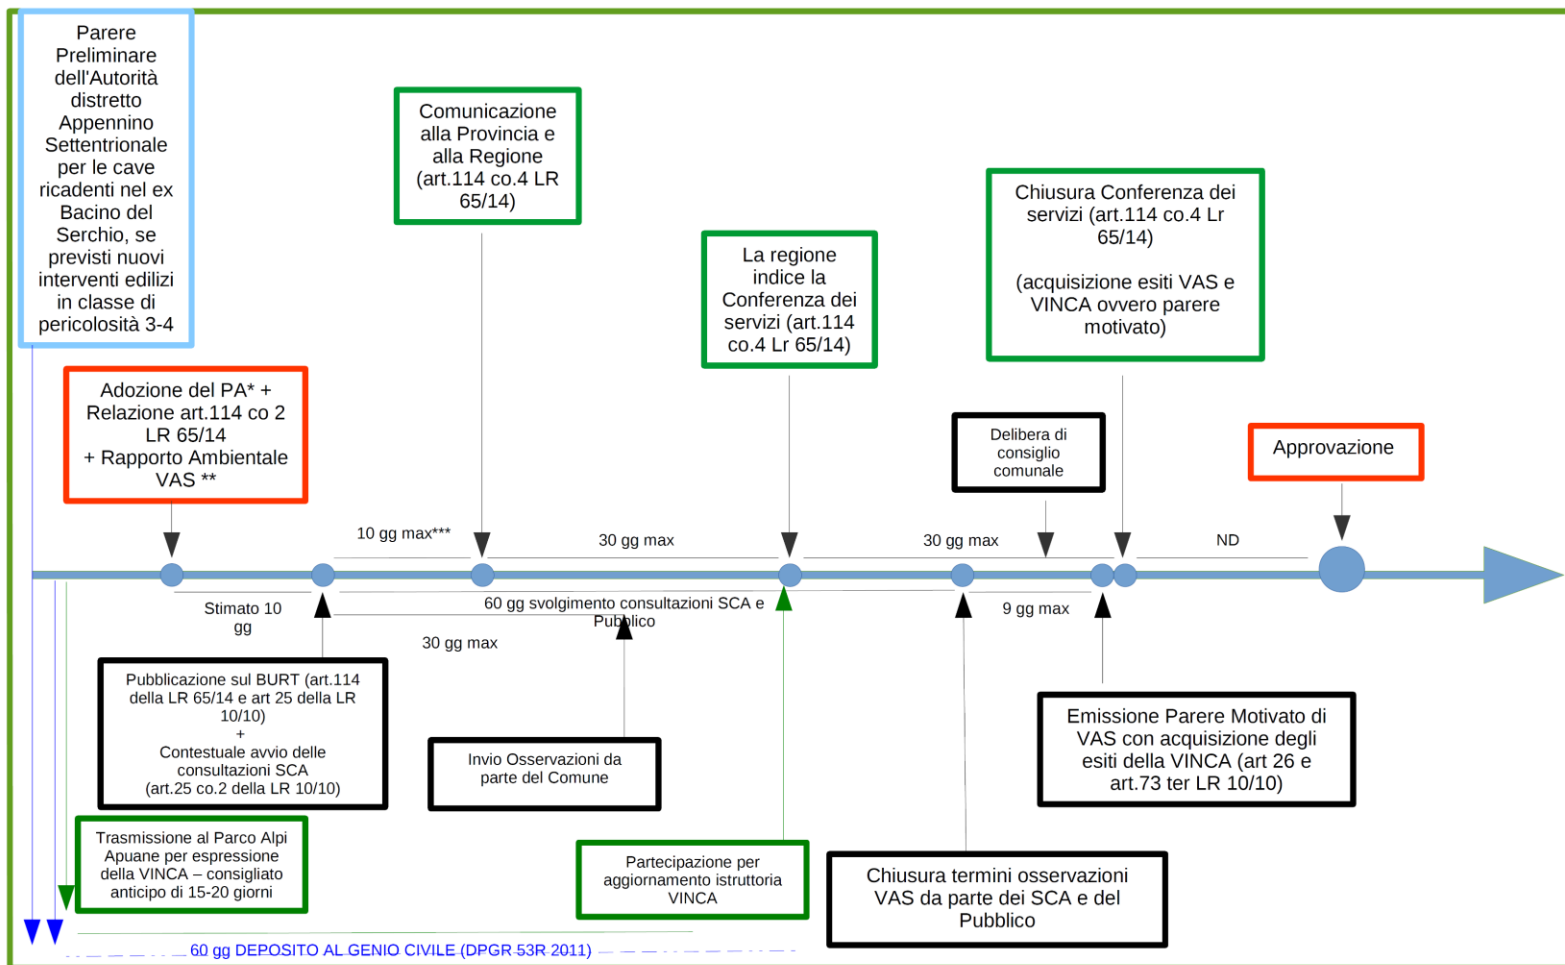 Parere
Preliminare
dell'Autorità
distretto
Appennino
Settentrionale
per le cave
ricadenti nel ex
Bacino del
Serchio, se
previsti nuovi
interventi edilizi
in classe di
pericolosità 3-4
Comunicazione
alla Provincia e
alla Regione
(art.114 co.4 LR
65/14)
Chiusura Conferenza dei
servizi (art.114 co.4 Lr
65/14)
(acquisizione esiti VAS e
VINCA ovvero parere
motivato)
La regione
indice la
Conferenza dei
servizi (art.114
co.4 Lr 65/14)
Adozione del PA* +
Relazione art.114 co 2
LR 65/14
+ Rapporto Ambientale
VAS **
Delibera di
consiglio
comunale
Approvazione
10 gg max***
30 gg max
30 gg max
ND
Stimato 10
gg
60 gg svolgimento consultazioni SCA e
Pubblico
9 gg max
30 gg max
Pubblicazione sul BURT (art.114
della LR 65/14 e art 25 della LR
10/10)
+
Contestuale avvio delle
consultazioni SCA
(art.25 co.2 della LR 10/10)
Invio Osservazioni da
parte del Comune
Emissione Parere Motivato di
VAS con acquisizione degli
esiti della VINCA (art 26 e
art.73 ter LR 10/10)
Trasmissione al Parco Alpi
Apuane per espressione
della VINCA – consigliato
anticipo di 15-20 giorni
Partecipazione per
aggiornamento istruttoria
VINCA
Chiusura termini osservazioni
VAS da parte dei SCA e del
Pubblico
60 gg DEPOSITO AL GENIO CIVILE (DPGR 53R 2011)